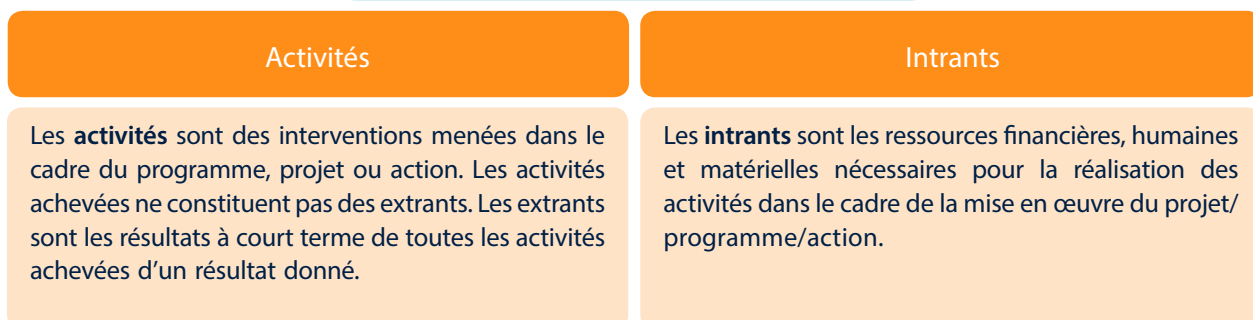 Activités
Les activités sont des interventions menées dans le
cadre du programme, projet ou action. Les activités
achevées ne constituent pas des extrants. Les extrants
sont les résultats à court terme de toutes les activités
achevées d’un résultat donné.
Intrants
Les intrants sont les ressources financières, humaines
et matérielles nécessaires pour la réalisation des
activités dans le cadre de la mise en œuvre du projet/
programme/action.